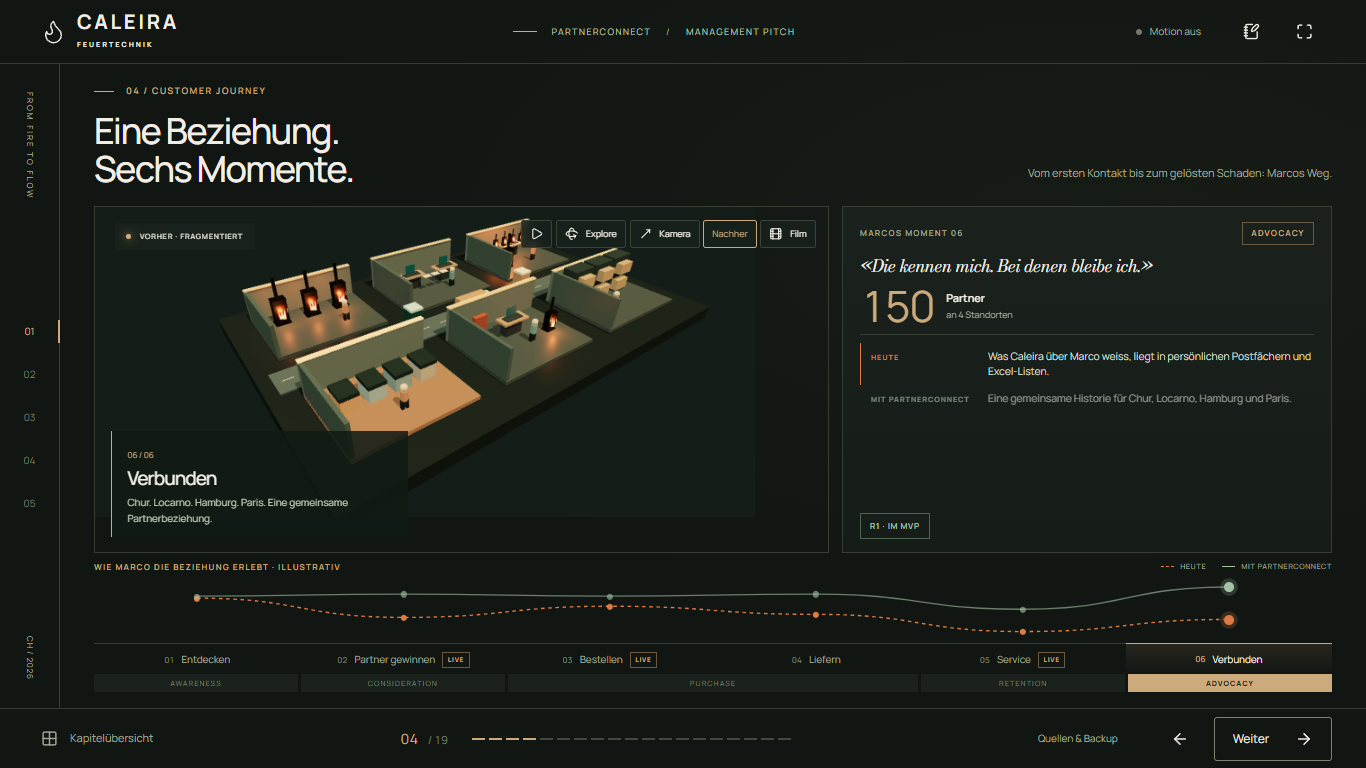 CALEIRA
FEUERTECHNIK
PARTNERCONNECT / MANAGEMENT PITCH
Motion aus
FROM FIRE TO FLOW
01
02
03
04
05
CH / 2026
04 / CUSTOMER JOURNEY
Eine Beziehung.
Sechs Momente.
Vom ersten Kontakt bis zum gelösten Schaden: Marcos Weg.
VORHER · FRAGMENTIERT
Explore
Kamera
Nachher
Film
06 / 06
Verbunden
Chur. Locarno. Hamburg. Paris. Eine gemeinsame
Partnerbeziehung.
MARCOS MOMENT 06
ADVOCACY
«Die kennen mich. Bei denen bleibe ich.»
150
Partner
an 4 Standorten
HEUTE
Was Caleira über Marco weiss, liegt in persönlichen Postfächern und
Excel-Listen.
MIT PARTNERCONNECT
Eine gemeinsame Historie für Chur, Locarno, Hamburg und Paris.
R1 · IM MVP
WIE MARCO DIE BEZIEHUNG ERLEBT · ILLUSTRATIV
HEUTE
MIT PARTNERCONNECT
01 Entdecken
02 Partner gewinnen LIVE
03 Bestellen LIVE
04 Liefern
05 Service LIVE
06 Verbunden
AWARENESS
CONSIDERATION
PURCHASE
RETENTION
ADVOCACY
Kapitelübersicht
04 / 19
Quellen & Backup
Weiter